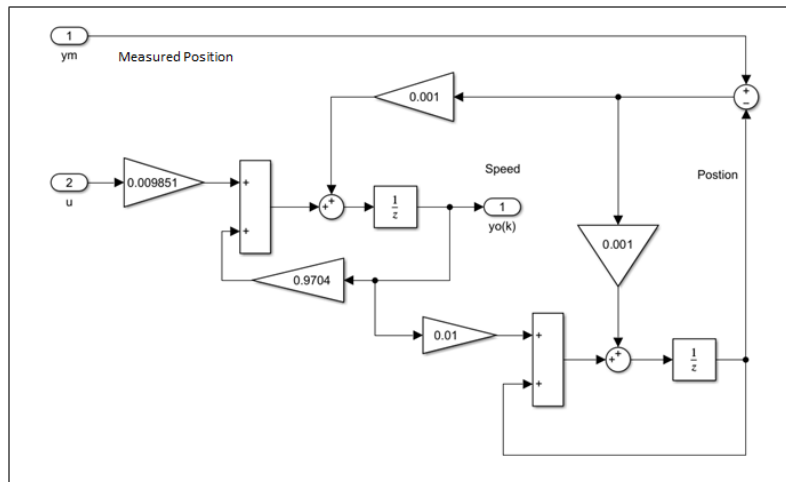 1
ym
Measured Position
+
−
0.001
2
u
0.009851
+
+
+
+
1
z
Speed
1
yo(k)
Postion
0.001
0.9704
0.01
+
+
+
+
1
z